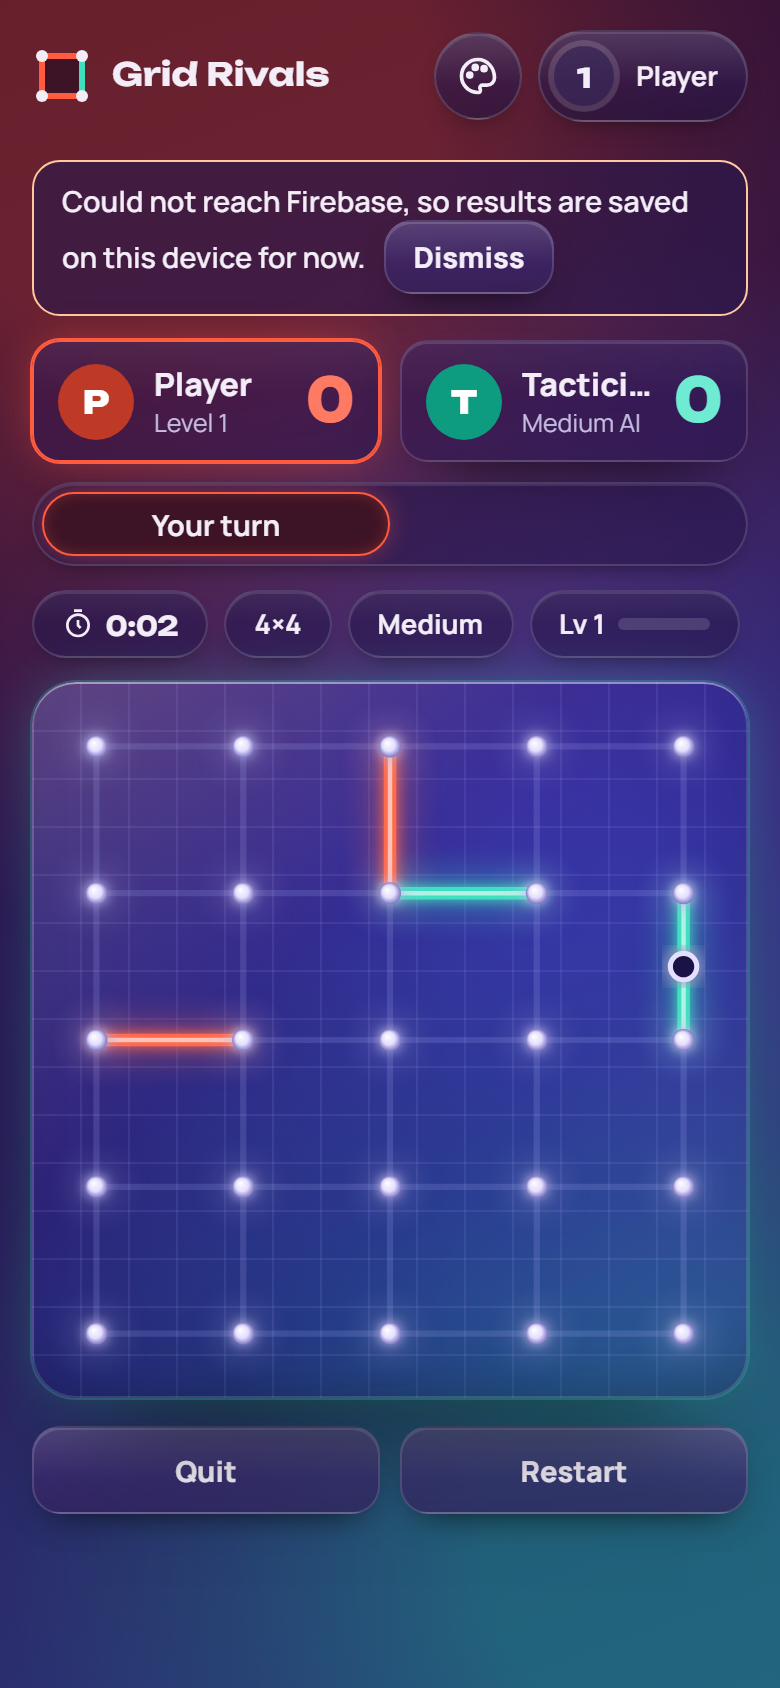 Grid Rivals
1 Player
Could not reach Firebase, so results are saved
on this device for now. Dismiss
P Player Level 1 0
T Tactici... Medium AI 0
Your turn
0:02 4×4 Medium Lv 1
Quit Restart